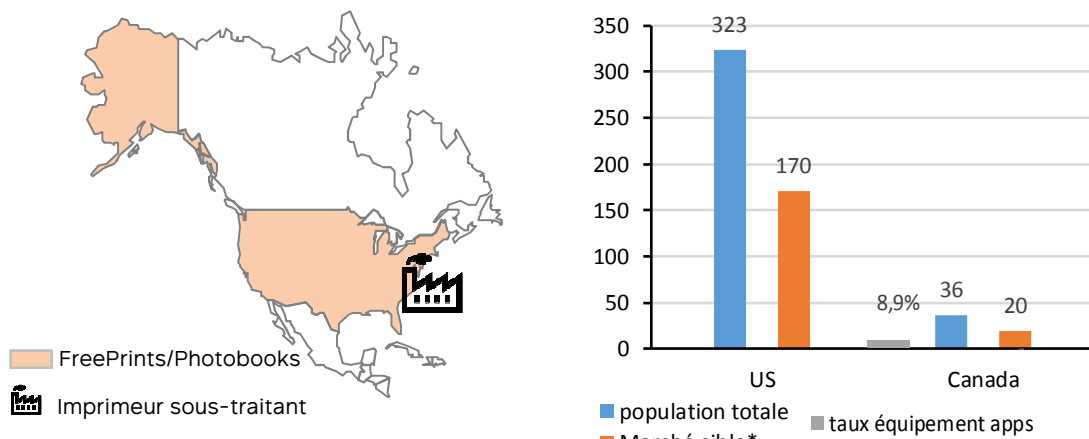 FreePrints/Photobooks
Imprimeur sous-traitant
350
300
250
200
150
100
50
0
323
170
8,9%
36
20
US
Canada
population totale
taux équipement apps